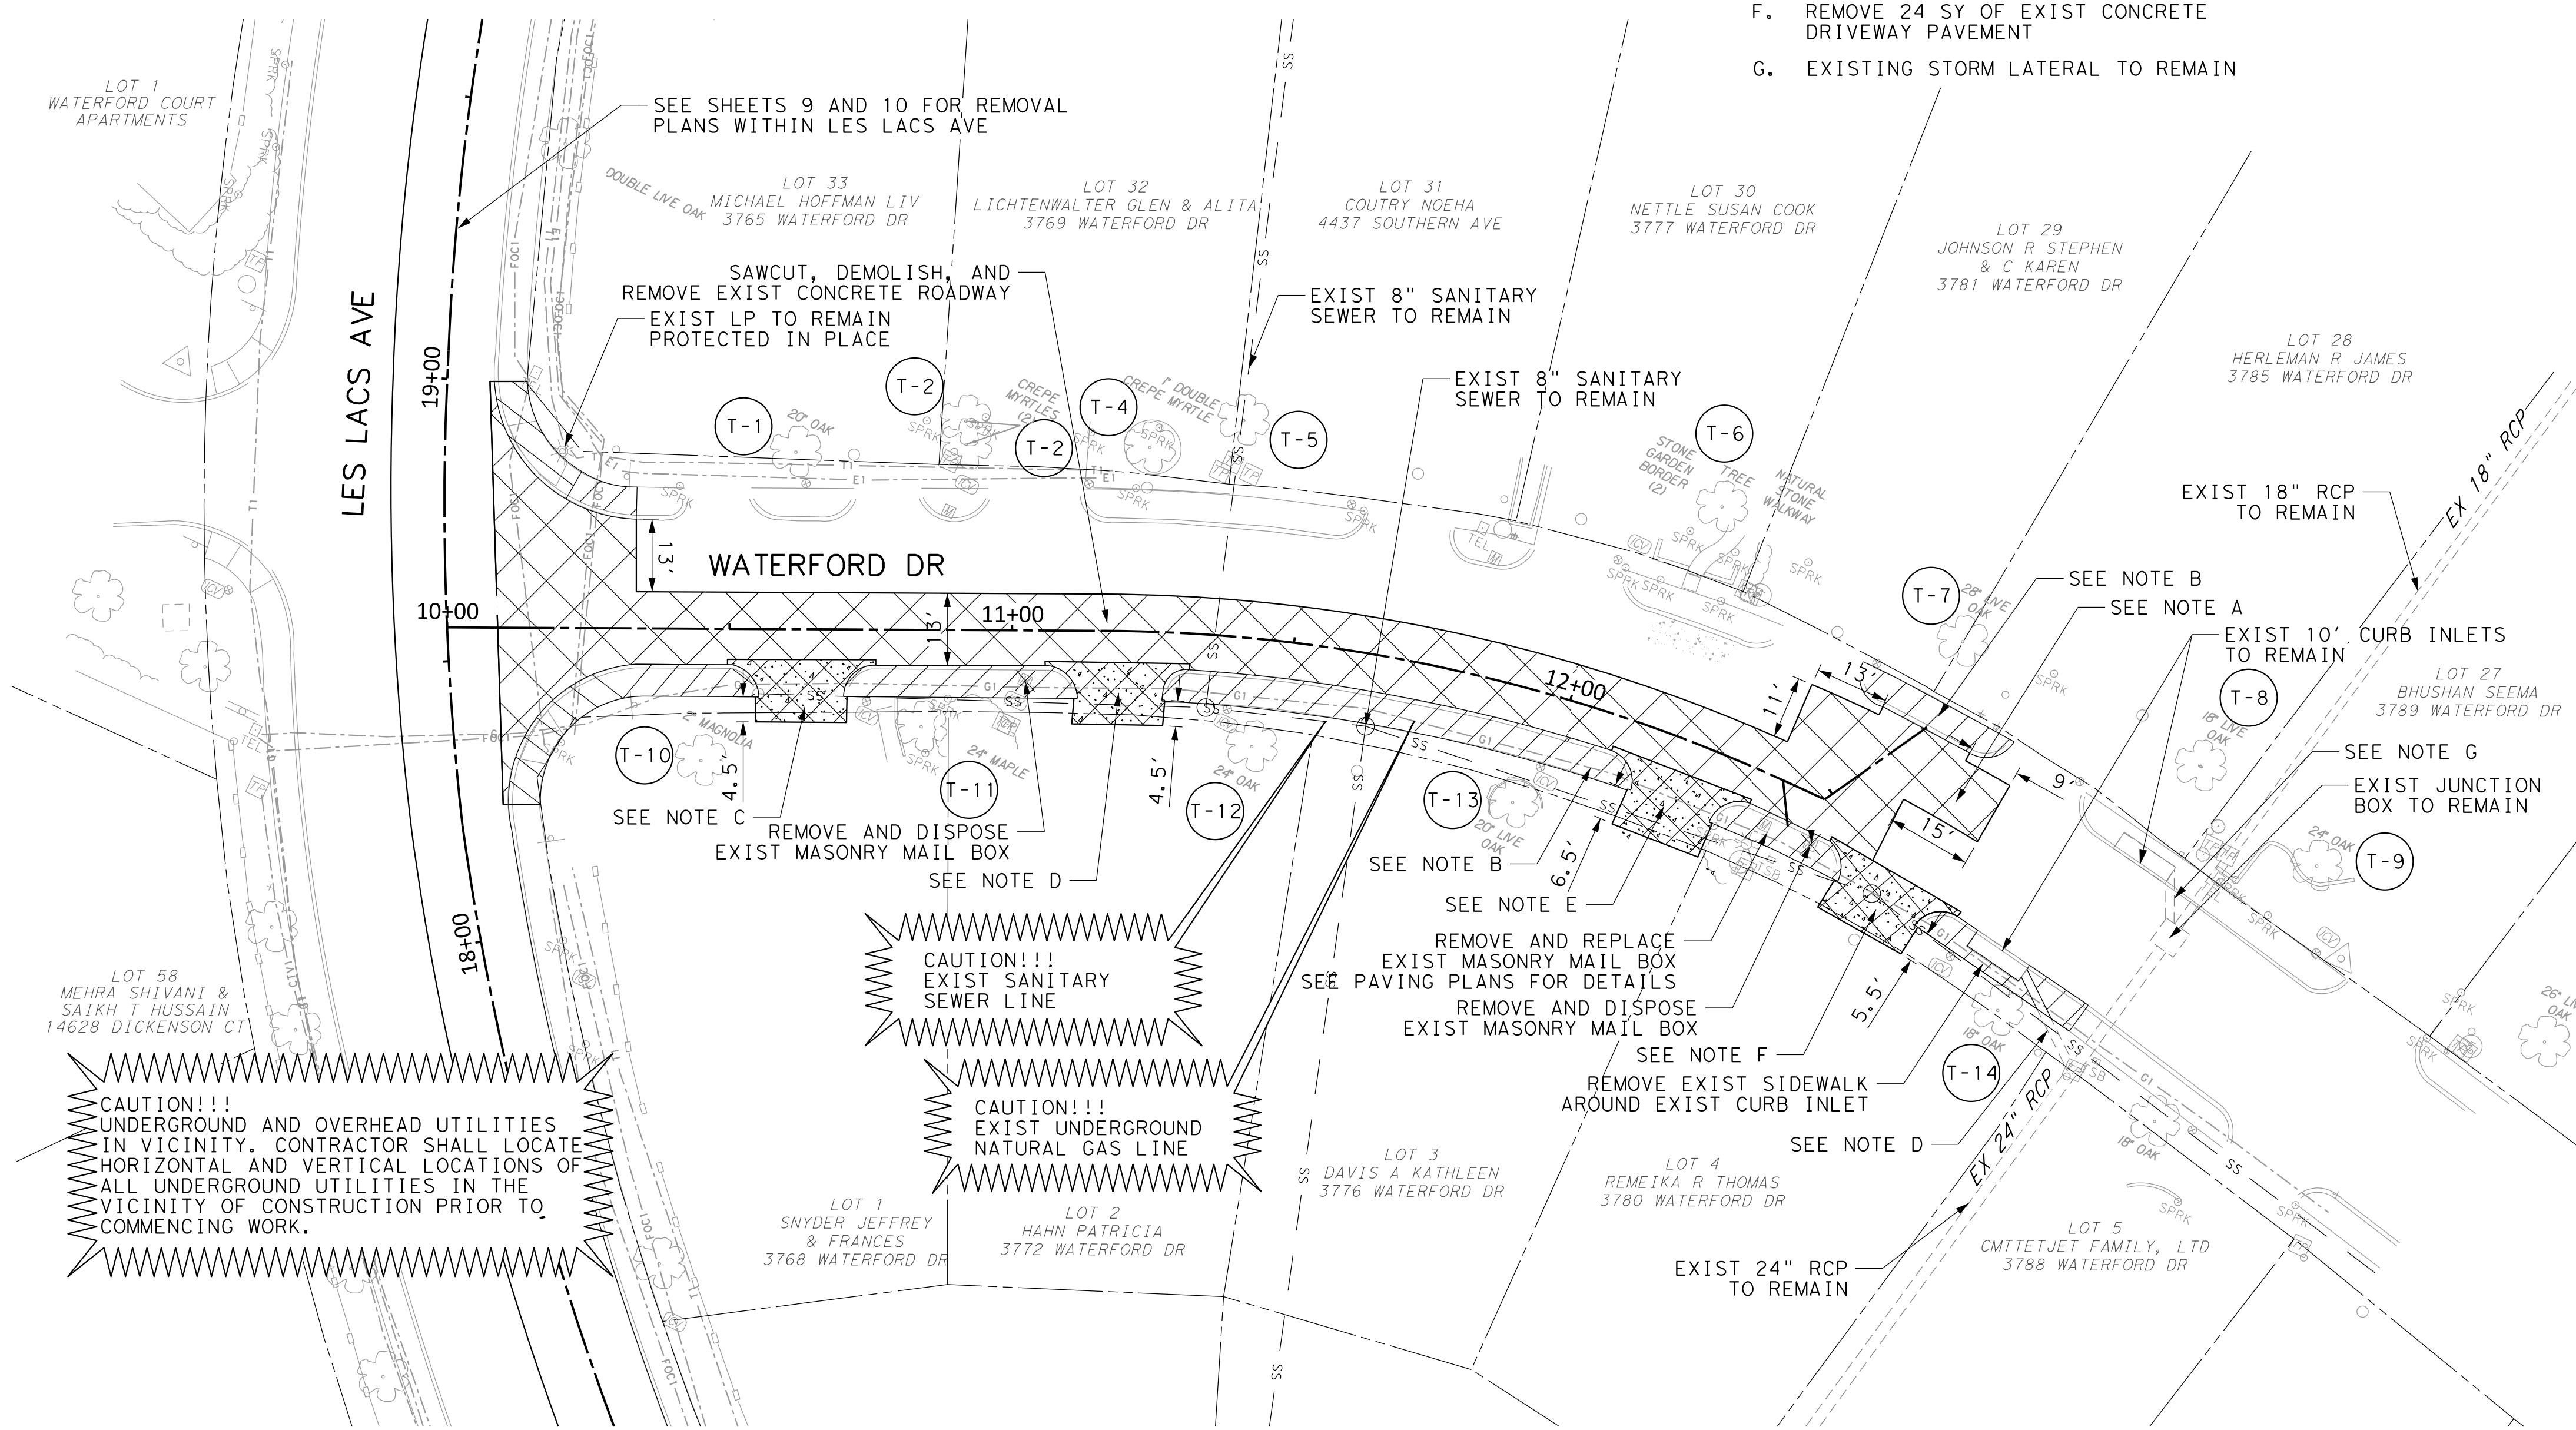 F. REMOVE 24 SY OF EXIST CONCRETE
DRIVEWAY PAVEMENT
G. EXISTING STORM LATERAL TO REMAIN
LOT 1
WATERFORD COURT
APARTMENTS
SEE SHEETS 9 AND 10 FOR REMOVAL
PLANS WITHIN LES LACS AVE
DOUBLE LIVE OAK
LOT 33
MICHAEL HOFFMAN LIV
3765 WATERFORD DR
LOT 32
LICHTENWALTER GLEN & ALITA
3769 WATERFORD DR
LOT 31
COUTRY NOEHA
4437 SOUTHERN AVE
LOT 30
NETTLE SUSAN COOK
3777 WATERFORD DR
LOT 29
JOHNSON R STEPHEN
& C KAREN
3781 WATERFORD DR
LOT 28
HERLEMAN R JAMES
3785 WATERFORD DR
LOT 27
BHUSHAN SEEMA
3789 WATERFORD DR
SAWCUT, DEMOLISH, AND
REMOVE EXIST CONCRETE ROADWAY
EXIST LP TO REMAIN
PROTECTED IN PLACE
EXIST 8" SANITARY
SEWER TO REMAIN
EXIST 8" SANITARY
SEWER TO REMAIN
LES LACS AVE
19+00
18+00
T-1
20" OAK
T-2
CREPE
MYRTLES
(2)
T-2
T-4
1" DOUBLE
CREPE MYRTLE
T-5
T-6
STONE
GARDEN
BORDER
(2)
TREE
NATURAL
STONE
WALKWAY
T-7
28" LIVE
OAK
EXIST 18" RCP
TO REMAIN
EX 18" RCP
SEE NOTE B
SEE NOTE A
EXIST 10' CURB INLETS
TO REMAIN
T-8
18" LIVE
OAK
SEE NOTE G
EXIST JUNCTION
BOX TO REMAIN
T-9
24" OAK
WATERFORD DR
13'
13'
10+00
11+00
12+00
11'
13'
15'
9'
T-10
2" MAGNOLIA
4.5'
SEE NOTE C
T-11
24" MAPLE
REMOVE AND DISPOSE
EXIST MASONRY MAIL BOX
SEE NOTE D
4.5'
T-12
24" OAK
T-13
20" LIVE
OAK
SEE NOTE B
6.5'
SEE NOTE E
REMOVE AND REPLACE
EXIST MASONRY MAIL BOX
SEE PAVING PLANS FOR DETAILS
REMOVE AND DISPOSE
EXIST MASONRY MAIL BOX
5.5'
SEE NOTE F
REMOVE EXIST SIDEWALK
AROUND EXIST CURB INLET
T-14
18" OAK
SEE NOTE D
EX 24" RCP
EXIST 24" RCP
TO REMAIN
18" OAK
CAUTION!!!
EXIST SANITARY
SEWER LINE
CAUTION!!!
EXIST UNDERGROUND
NATURAL GAS LINE
LOT 58
MEHRA SHIVANI &
SAIKH T HUSSAIN
14628 DICKENSON CT
CAUTION!!!
UNDERGROUND AND OVERHEAD UTILITIES
IN VICINITY. CONTRACTOR SHALL LOCATE
HORIZONTAL AND VERTICAL LOCATIONS OF
ALL UNDERGROUND UTILITIES IN THE
VICINITY OF CONSTRUCTION PRIOR TO
COMMENCING WORK.
LOT 1
SNYDER JEFFREY
& FRANCES
3768 WATERFORD DR
LOT 2
HAHN PATRICIA
3772 WATERFORD DR
LOT 3
DAVIS A KATHLEEN
3776 WATERFORD DR
LOT 4
REMEIKA R THOMAS
3780 WATERFORD DR
LOT 5
CMTTETJET FAMILY, LTD
3788 WATERFORD DR